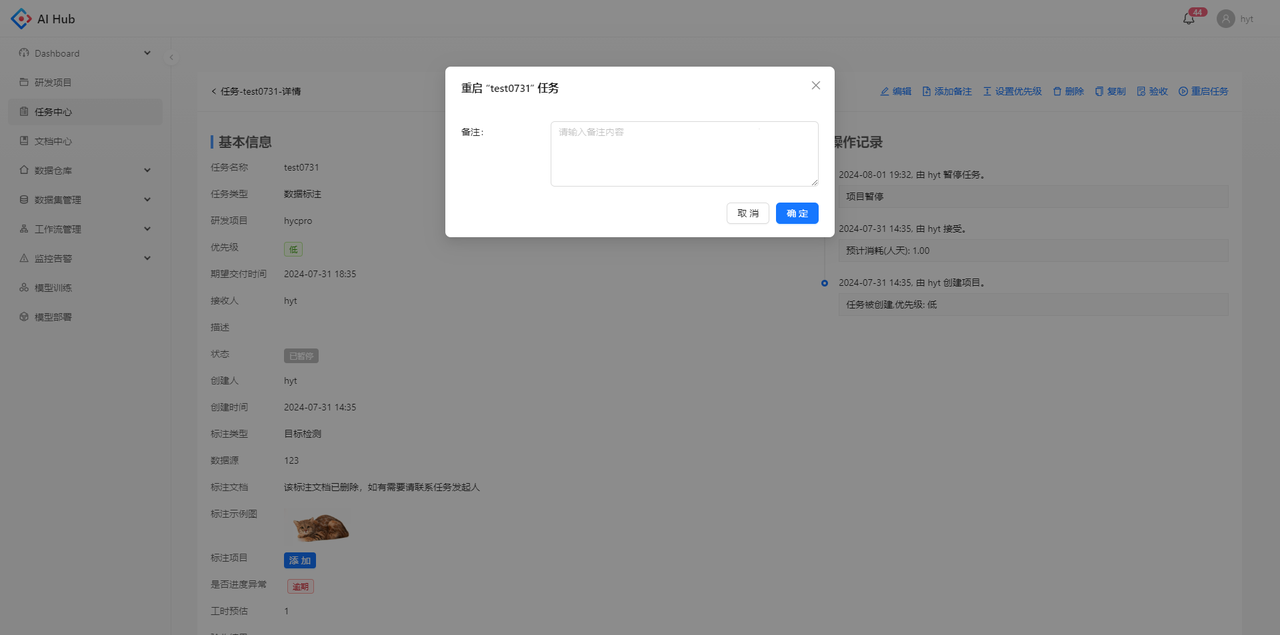 AI Hub
44
hyt
Dashboard
研发项目
任务中心
文档中心
数据仓库
数据集管理
工作流管理
监控告警
模型训练
模型部署
任务-test0731-详情
编辑
添加备注
设置优先级
删除
复制
验收
重启任务
重启 "test0731" 任务
备注:
请输入备注内容
取 消
确 定
基本信息
任务名称 test0731
任务类型 数据标注
研发项目 hycpro
优先级 低
期望交付时间 2024-07-31 18:35
接收人 hyt
描述
状态 已暂停
创建人 hyt
创建时间 2024-07-31 14:35
标注类型 目标检测
数据源 123
标注文档 该标注文档已删除，如有需要请联系任务发起人
标注示例图
标注项目 添 加
是否进度异常 逾期
工时预估 1
操作记录
2024-08-01 19:32, 由 hyt 暂停任务。
项目暂停
2024-07-31 14:35, 由 hyt 接受。
预计消耗(人天): 1.00
2024-07-31 14:35, 由 hyt 创建项目。
任务被创建,优先级: 低